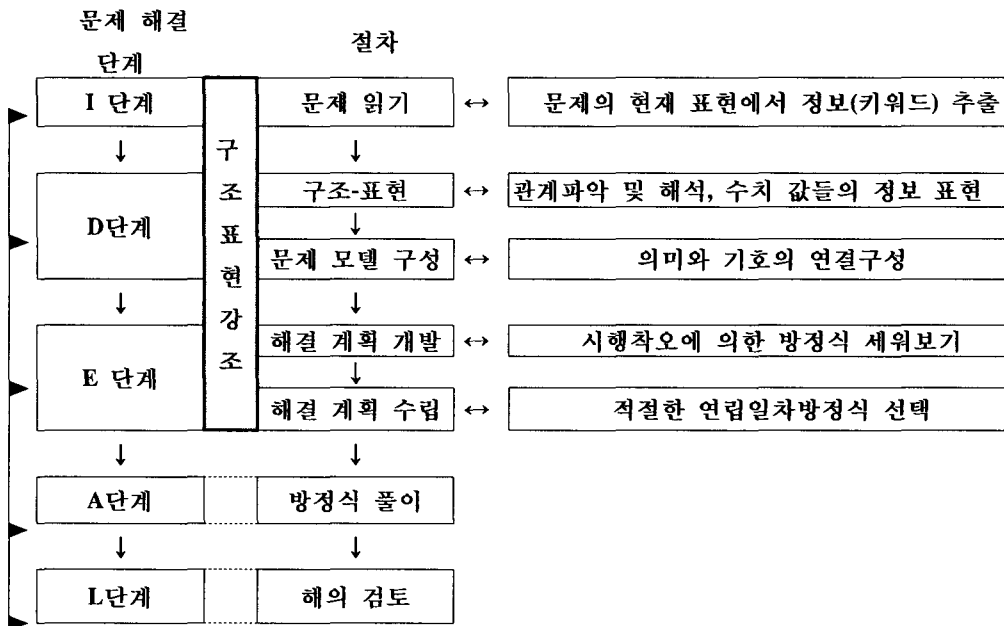 문제 해결
단계
절차
I 단계
문제 읽기
↔
문제의 현재 표현에서 정보(키워드) 추출
↓
↓
구조표현강조
D단계
구조-표현
↔
관계파악 및 해석, 수치 값들의 정보 표현
↓
문제 모델 구성
↔
의미와 기호의 연결구성
↓
↓
E 단계
해결 계획 개발
↔
시행착오에 의한 방정식 세워보기
↓
해결 계획 수립
↔
적절한 연립일차방정식 선택
↓
↓
A단계
방정식 풀이
↓
↓
L단계
해의 검토